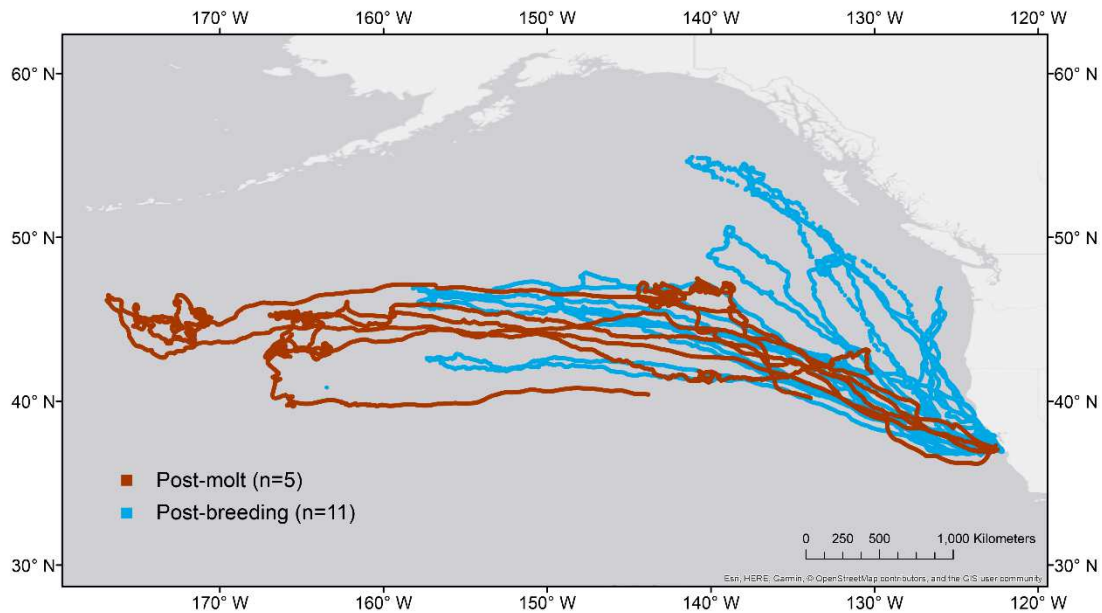 170° W 160° W 150° W 140° W 130° W 120° W
60° N 60° N
50° N 50° N
40° N 40° N
Post-molt (n=5)
Post-breeding (n=11)
0 250 500 1,000 Kilometers
30° N 30° N
Esri, HERE, Garmin, © OpenStreetMap contributors, and the GIS user community
170° W 160° W 150° W 140° W 130° W 120° W